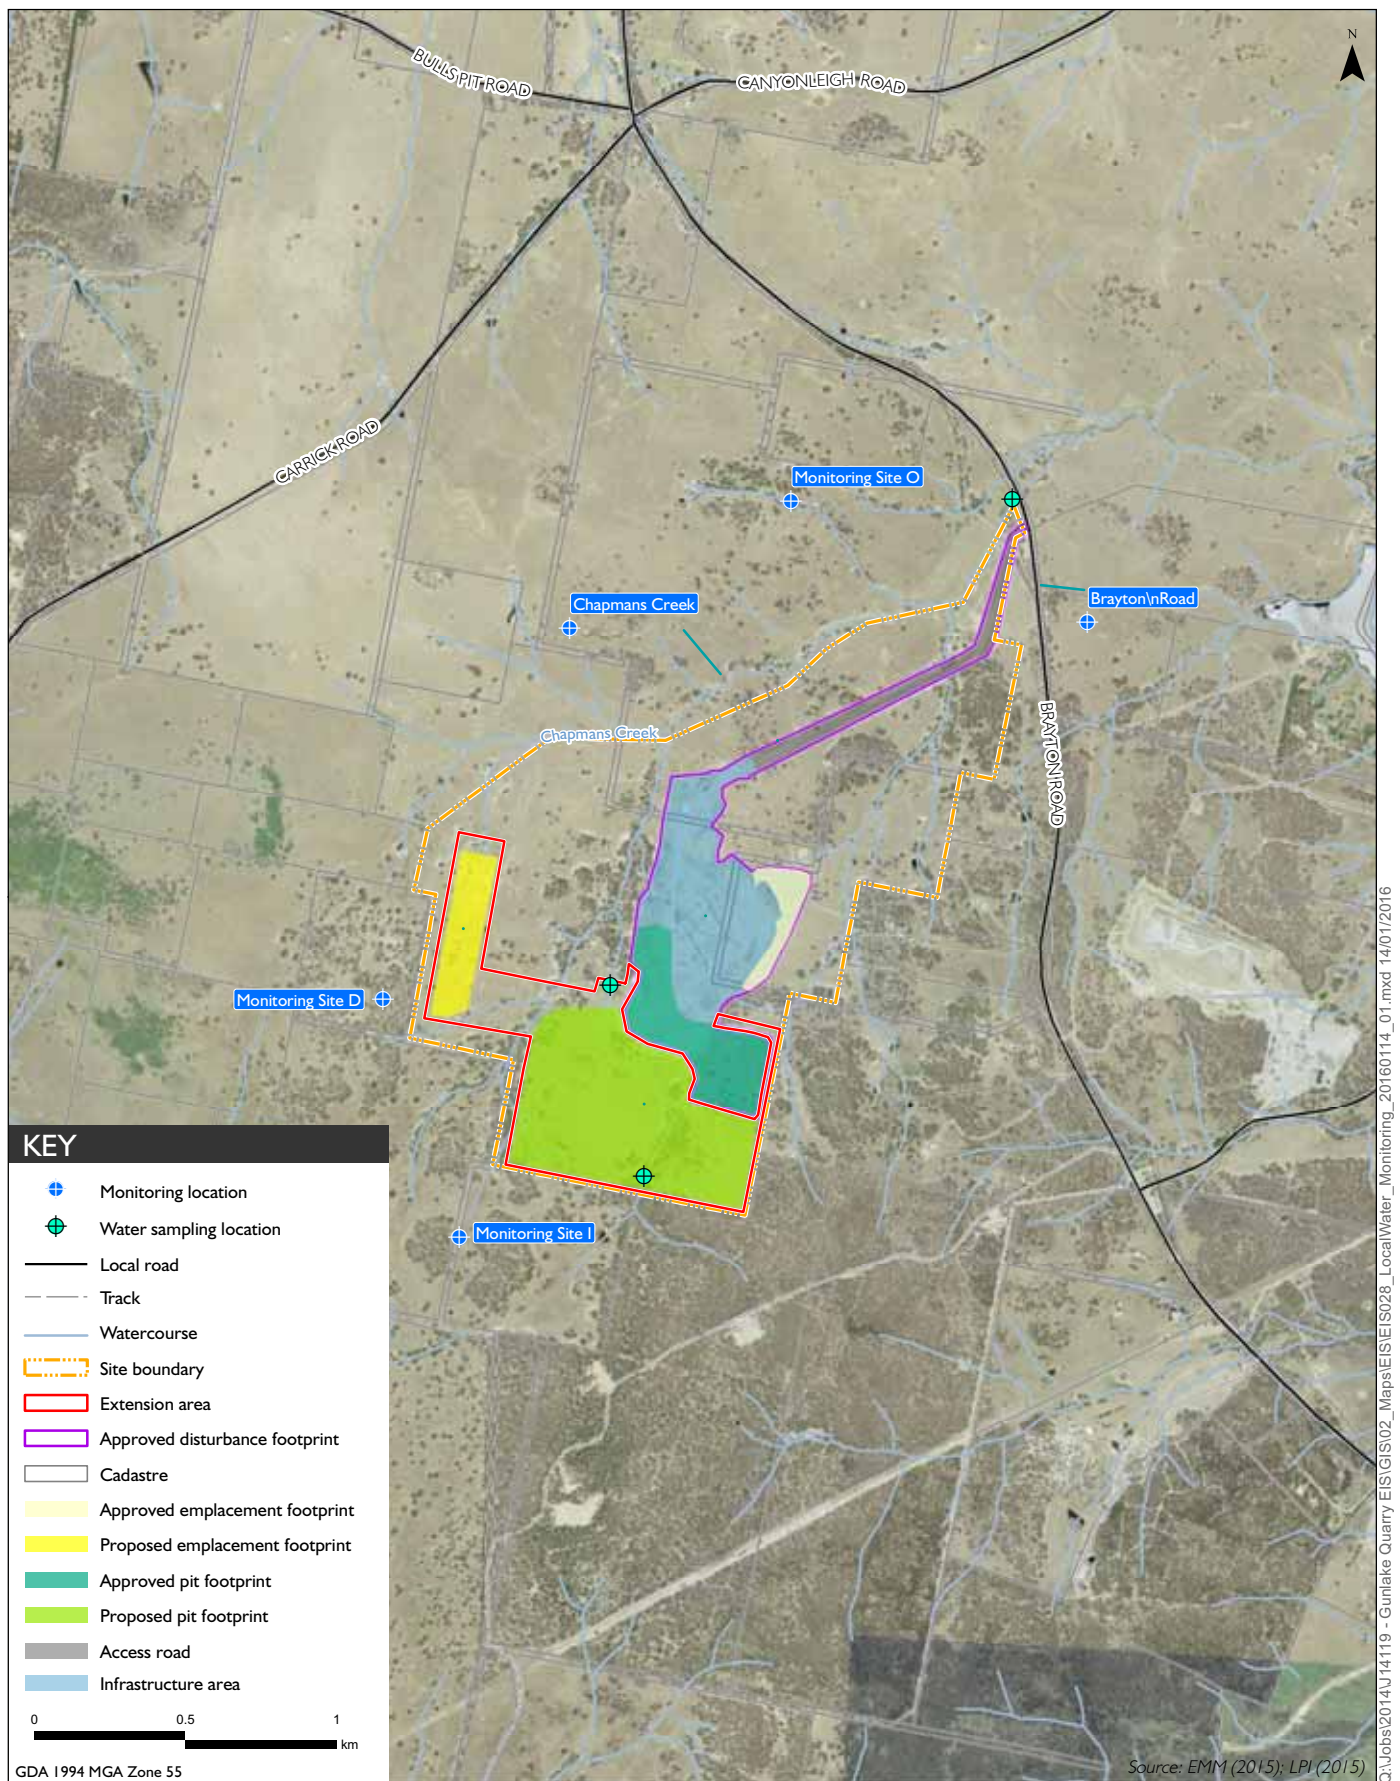 N
BULLS PIT ROAD
CANYONLEIGH ROAD
CARRICK ROAD
Monitoring Site O
Chapmans Creek
Brayton\nRoad
Chapmans Creek
BRAYTON ROAD
Monitoring Site D
Monitoring Site I
KEY
Monitoring location
Water sampling location
Local road
Track
Watercourse
Site boundary
Extension area
Approved disturbance footprint
Cadastre
Approved emplacement footprint
Proposed emplacement footprint
Approved pit footprint
Proposed pit footprint
Access road
Infrastructure area
0 0.5 1
km
GDA 1994 MGA Zone 55
Source: EMM (2015); LPI (2015)
Q:\Jobs\2014\J14119 - Gunlake Quarry EIS\GIS\02_Maps\EIS\EIS028_LocalWater_Monitoring_20160114_01.mxd 14/01/2016